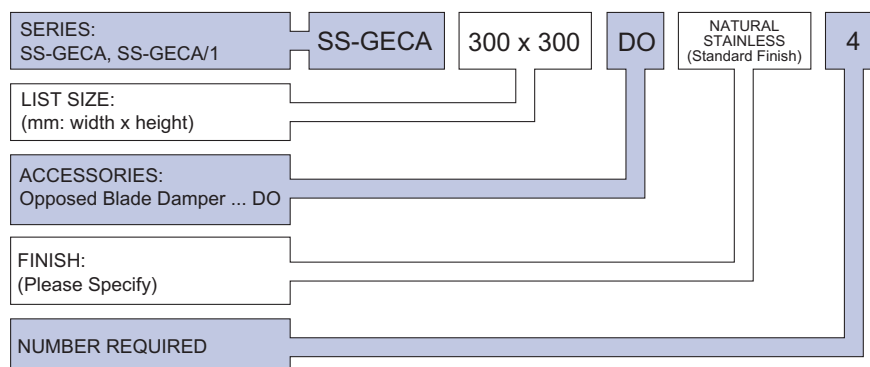 SERIES:
SS-GECA, SS-GECA/1
SS-GECA
300 x 300
DO
NATURAL
STAINLESS
(Standard Finish)
4
LIST SIZE:
(mm: width x height)
ACCESSORIES:
Opposed Blade Damper ... DO
FINISH:
(Please Specify)
NUMBER REQUIRED